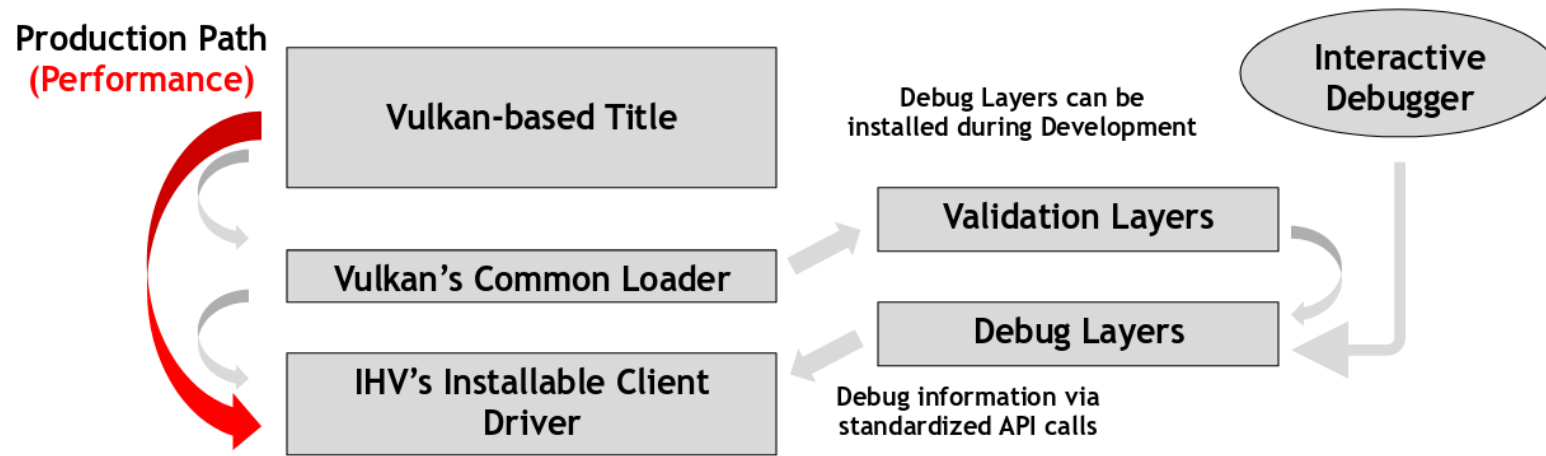 Production Path
(Performance)
Vulkan-based Title
Debug Layers can be
installed during Development
Interactive
Debugger
Validation Layers
Vulkan’s Common Loader
Debug Layers
IHV’s Installable Client
Driver
Debug information via
standardized API calls